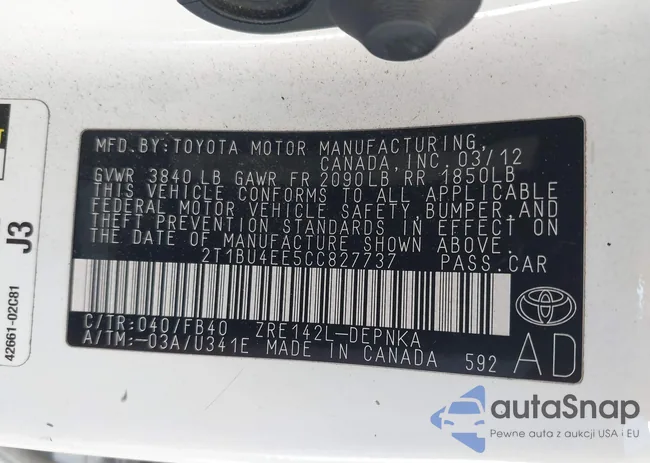 MFD.BY:TOYOTA MOTOR MANUFACTURING,
CANADA,INC.03/12
GVWR 3840LB GAWR FR 2090LB RR 1850LB
THIS VEHICLE CONFORMS TO ALL APPLICABLE
FEDERAL MOTOR VEHICLE SAFETY,BUMPER,AND
THEFT PREVENTION STANDARDS IN EFFECT ON
THE DATE OF MANUFACTURE SHOWN ABOVE.
2T1BU4EE5CC827737 PASS.CAR
C/TR:040/FB40 ZRE142L-DEPNKA
A/TM:-03A/U341E MADE IN CANADA 592
AD
J3
42661-02C81
autoSnap
Pewne auta z aukcji USA i EU